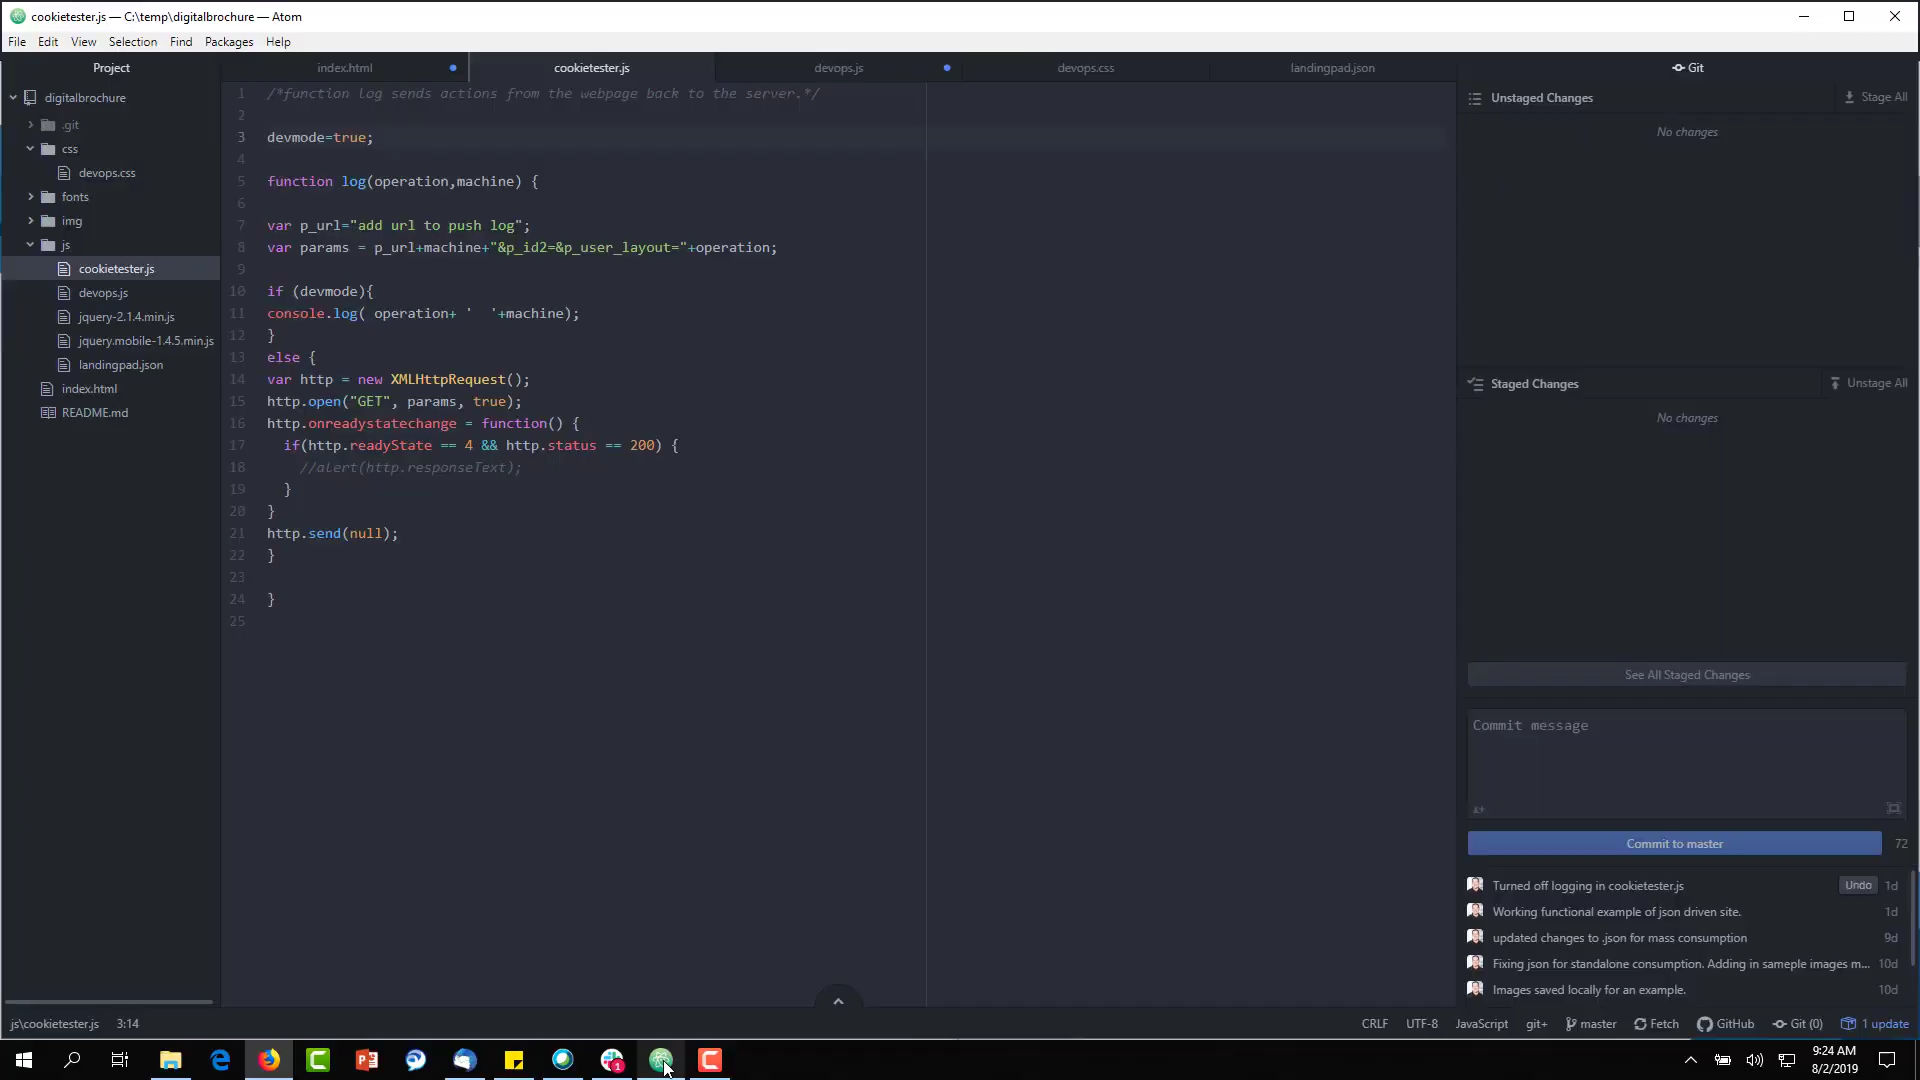 cookietester.js — C:\temp\digitalbrochure — Atom
File Edit View Selection Find Packages Help
Project
digitalbrochure
.git
css
devops.css
fonts
img
js
cookietester.js
devops.js
jquery-2.1.4.min.js
jquery.mobile-1.4.5.min.js
landingpad.json
index.html
README.md
index.html cookietester.js devops.js devops.css landingpad.json
1 /*function log sends actions from the webpage back to the server.*/
2
3 devmode=true;
4
5 function log(operation,machine) {
6
7 var p_url="add url to push log";
8 var params = p_url+machine+"&p_id2=&p_user_layout="+operation;
9
10 if (devmode){
11 console.log( operation+ '  '+machine);
12 }
13 else {
14 var http = new XMLHttpRequest();
15 http.open("GET", params, true);
16 http.onreadystatechange = function() {
17 if(http.readyState == 4 && http.status == 200) {
18 //alert(http.responseText);
19 }
20 }
21 http.send(null);
22 }
23
24 }
25
Git
Unstaged Changes Stage All
No changes
Staged Changes Unstage All
No changes
See All Staged Changes
Commit message
Commit to master 72
Turned off logging in cookietester.js Undo 1d
Working functional example of json driven site. 1d
updated changes to .json for mass consumption 9d
Fixing json for standalone consumption. Adding in sameple images m... 10d
Images saved locally for an example. 10d
js\cookietester.js 3:14 CRLF UTF-8 JavaScript git+ master Fetch GitHub Git (0) 1 update
1
9:24 AM
8/2/2019